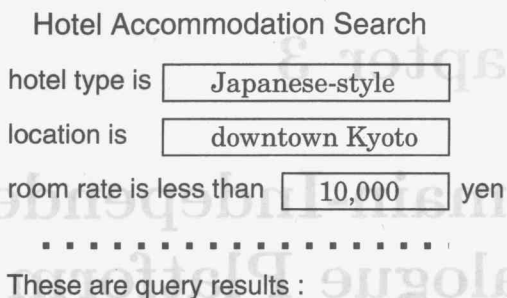 Hotel Accommodation Search
hotel type is Japanese-style
location is downtown Kyoto
room rate is less than 10,000 yen
These are query results :